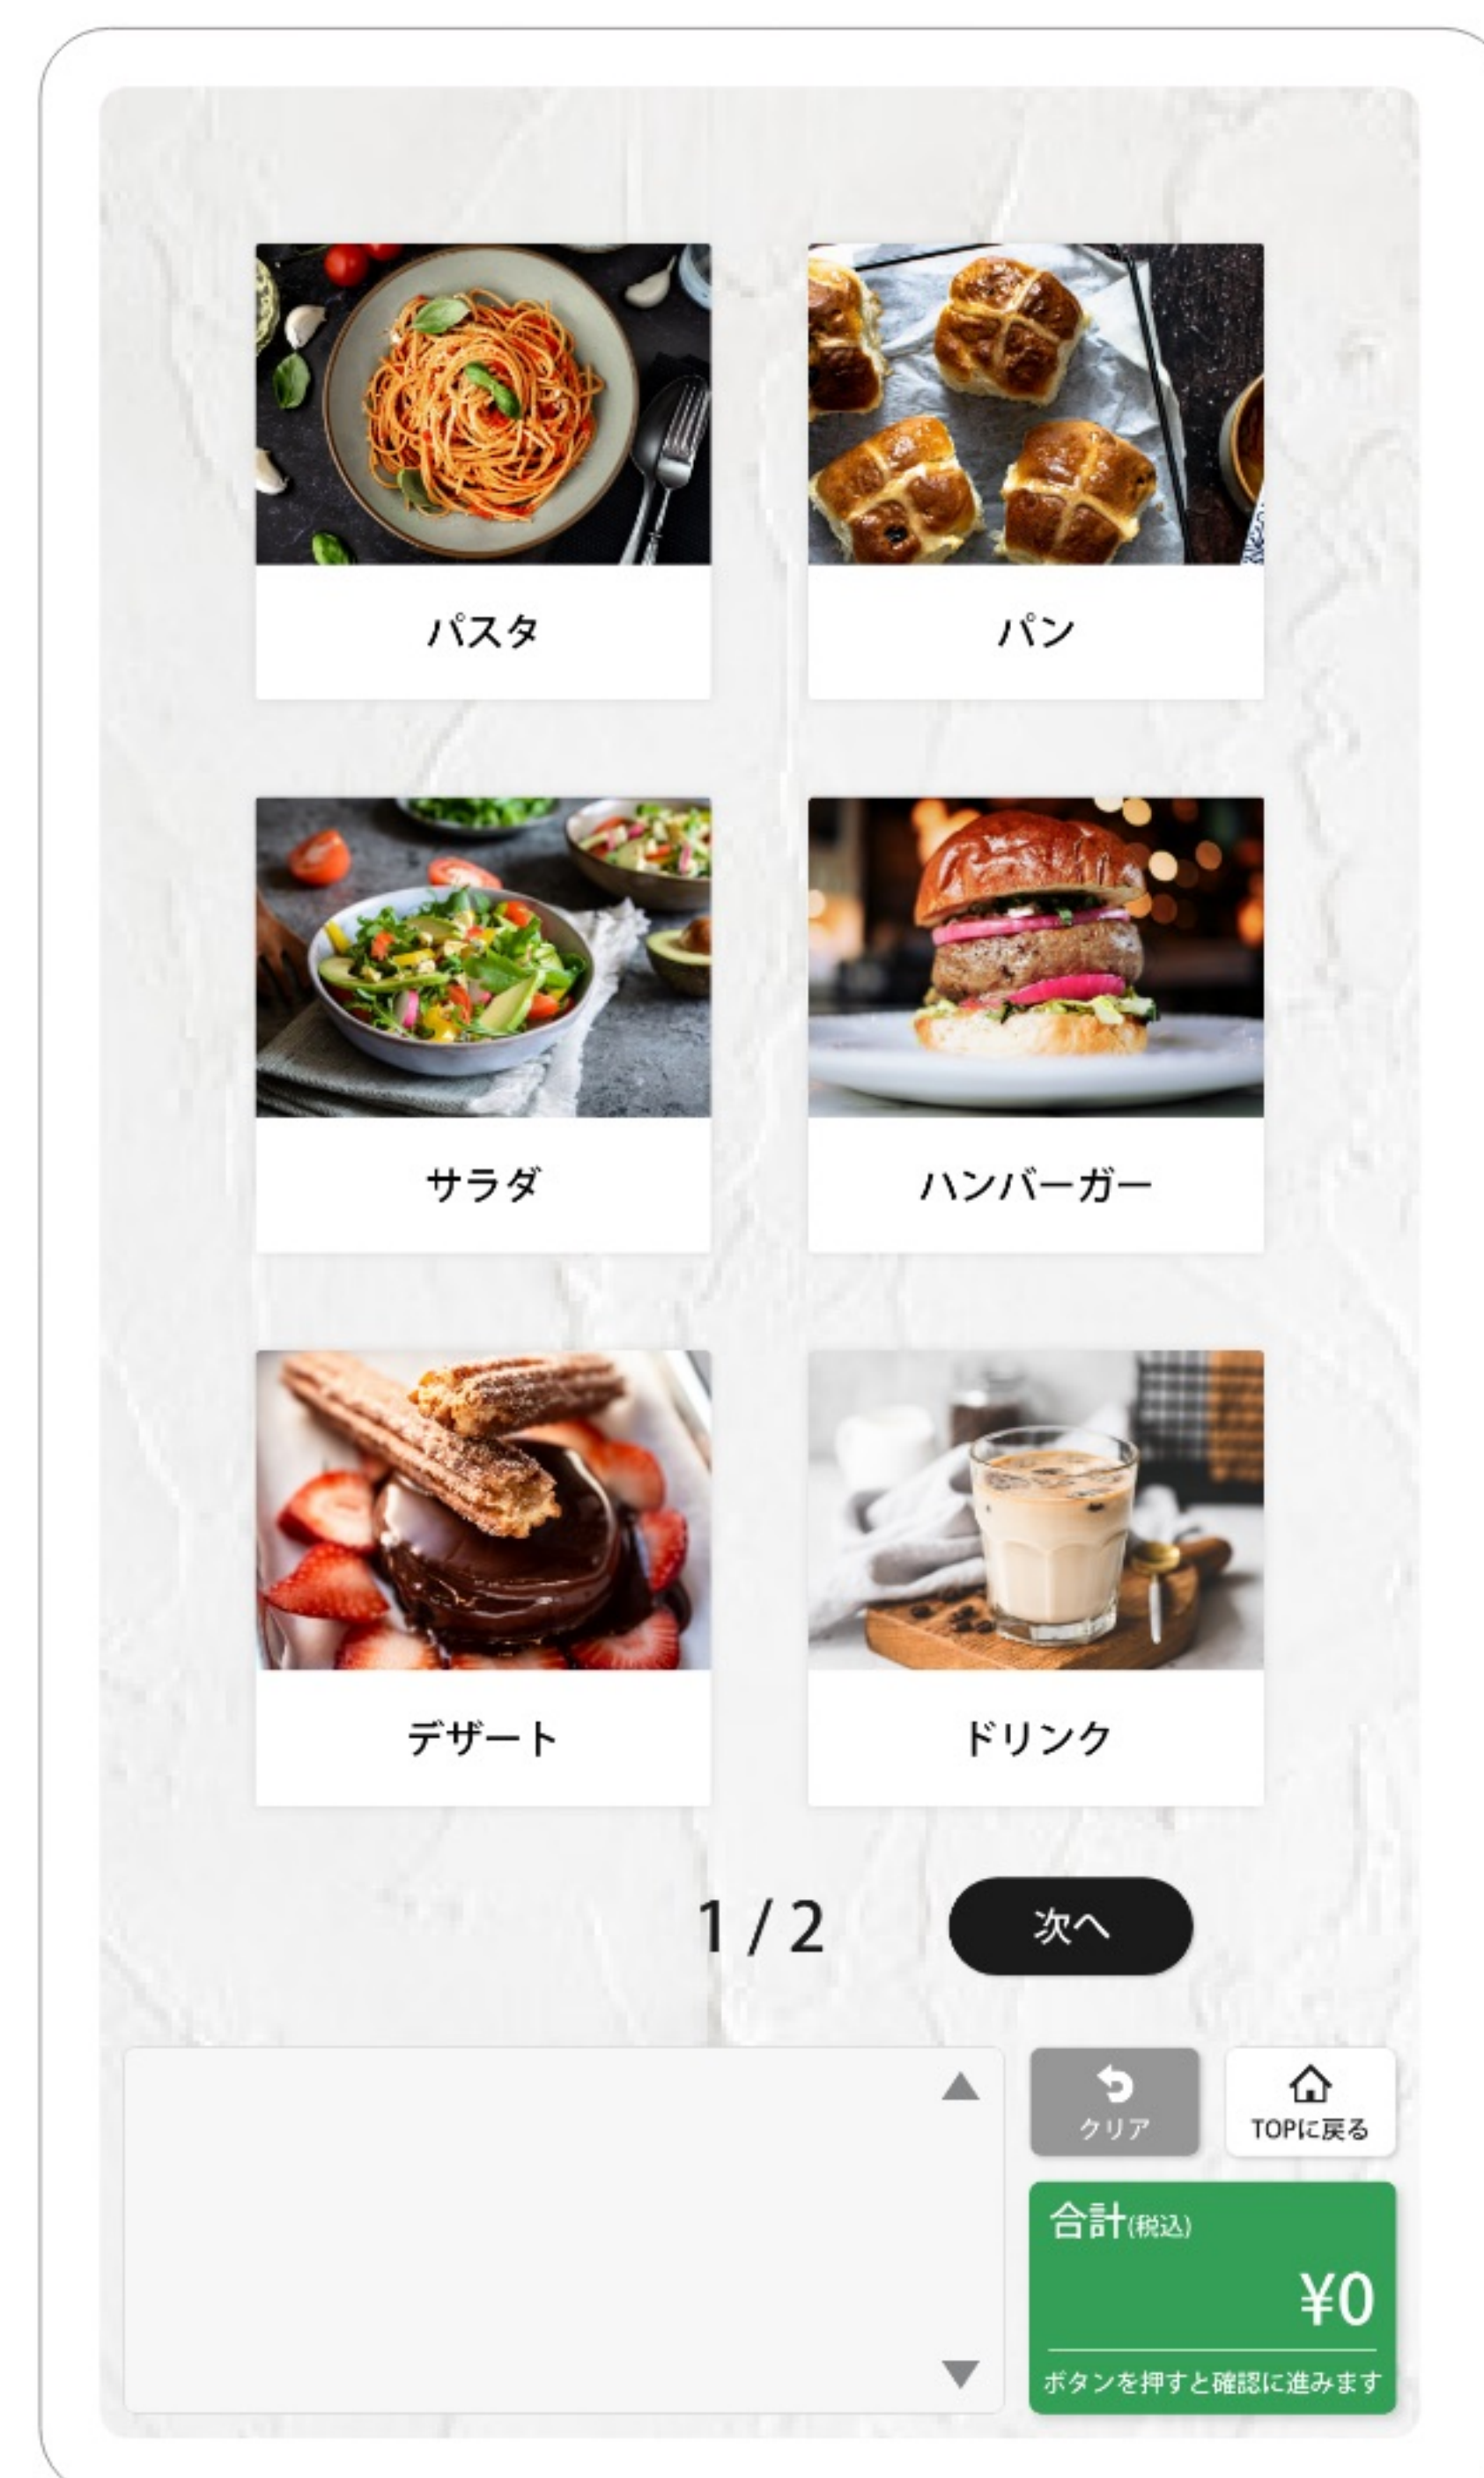 パスタ
パン
サラダ
ハンバーガー
デザート
ドリンク
1 / 2
次へ
クリア
TOPに戻る
合計(税込)
¥0
ボタンを押すと確認に進みます